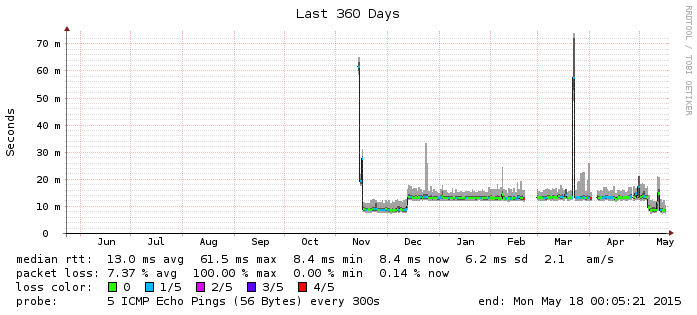 Last 360 Days
RRDTOOL / TOBI OETIKER
Seconds
70 m
60 m
50 m
40 m
30 m
20 m
10 m
0
Jun Jul Aug Sep Oct Nov Dec Jan Feb Mar Apr May
median rtt: 13.0 ms avg 61.5 ms max 8.4 ms min 8.4 ms now 6.2 ms sd 2.1 am/s
packet loss: 7.37 % avg 100.00 % max 0.00 % min 0.14 % now
loss color: 0 1/5 2/5 3/5 4/5
probe: 5 ICMP Echo Pings (56 Bytes) every 300s end: Mon May 18 00:05:21 2015